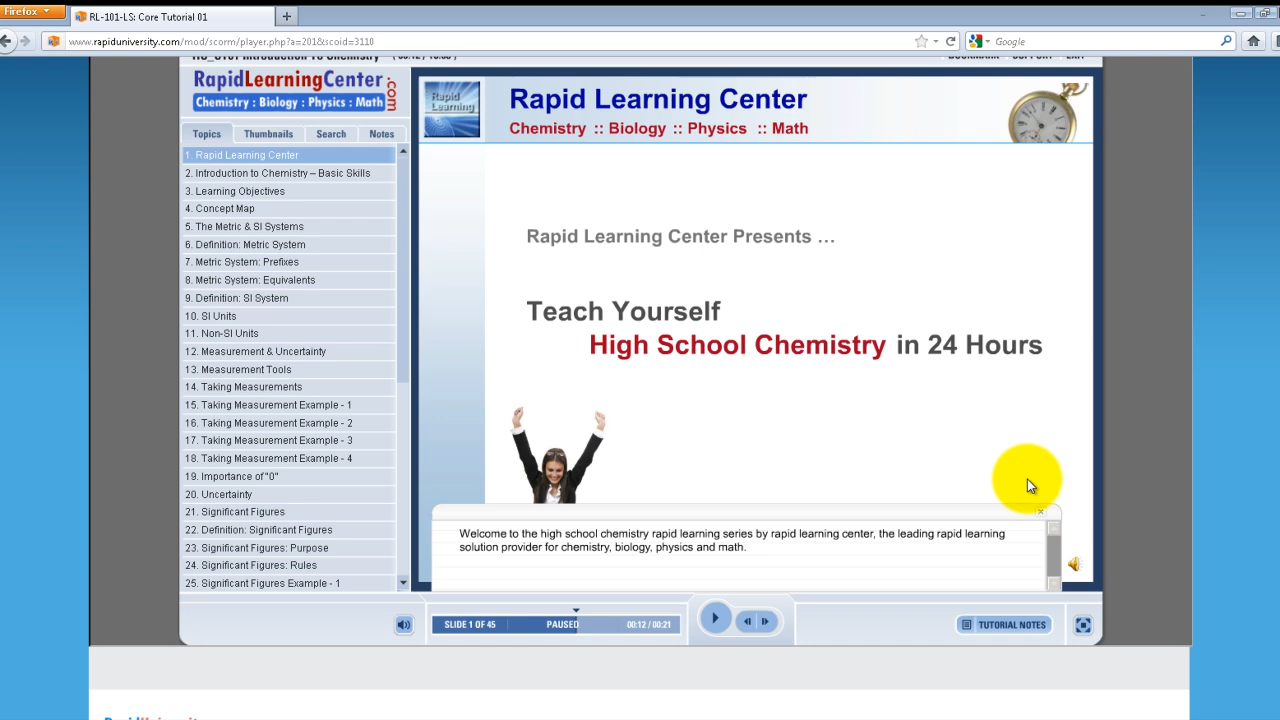 Firefox
RL-101-LS: Core Tutorial 01
www.rapiduniversity.com/mod/scorm/player.php?a=201&scoid=3110
Google
Introduction To Chemistry
BOOKMARK SUPPORT EXIT
RapidLearningCenter.com
Chemistry : Biology : Physics : Math
Topics Thumbnails Search Notes
1. Rapid Learning Center
2. Introduction to Chemistry – Basic Skills
3. Learning Objectives
4. Concept Map
5. The Metric & SI Systems
6. Definition: Metric System
7. Metric System: Prefixes
8. Metric System: Equivalents
9. Definition: SI System
10. SI Units
11. Non-SI Units
12. Measurement & Uncertainty
13. Measurement Tools
14. Taking Measurements
15. Taking Measurement Example - 1
16. Taking Measurement Example - 2
17. Taking Measurement Example - 3
18. Taking Measurement Example - 4
19. Importance of "0"
20. Uncertainty
21. Significant Figures
22. Definition: Significant Figures
23. Significant Figures: Purpose
24. Significant Figures: Rules
25. Significant Figures Example - 1
Rapid
Learning
Rapid Learning Center
Chemistry :: Biology :: Physics :: Math
Rapid Learning Center Presents …
Teach Yourself
High School Chemistry in 24 Hours
Welcome to the high school chemistry rapid learning series by rapid learning center, the leading rapid learning
solution provider for chemistry, biology, physics and math.
SLIDE 1 OF 45 PAUSED 00:12 / 00:21
TUTORIAL NOTES